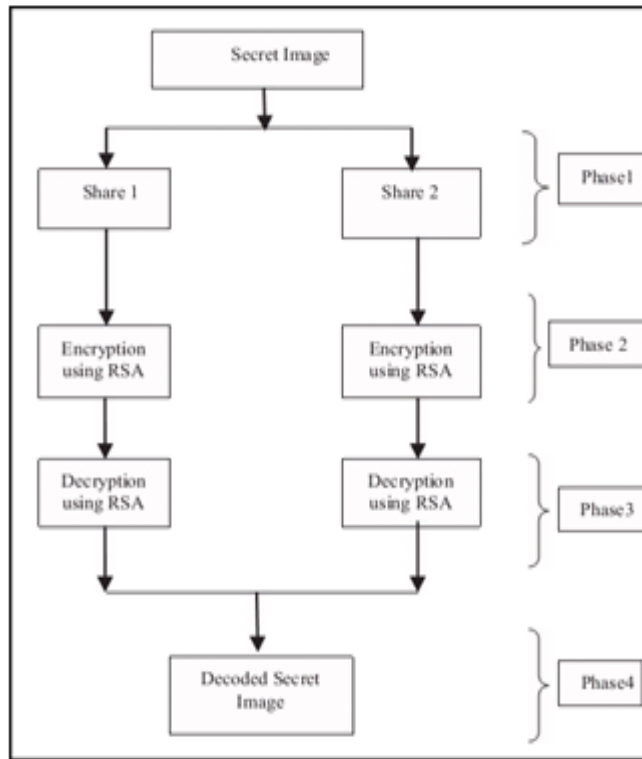 Secret Image
Share 1
Share 2
Phase1
Encryption
using RSA
Encryption
using RSA
Phase 2
Decryption
using RSA
Decryption
using RSA
Phase3
Decoded Secret
Image
Phase4